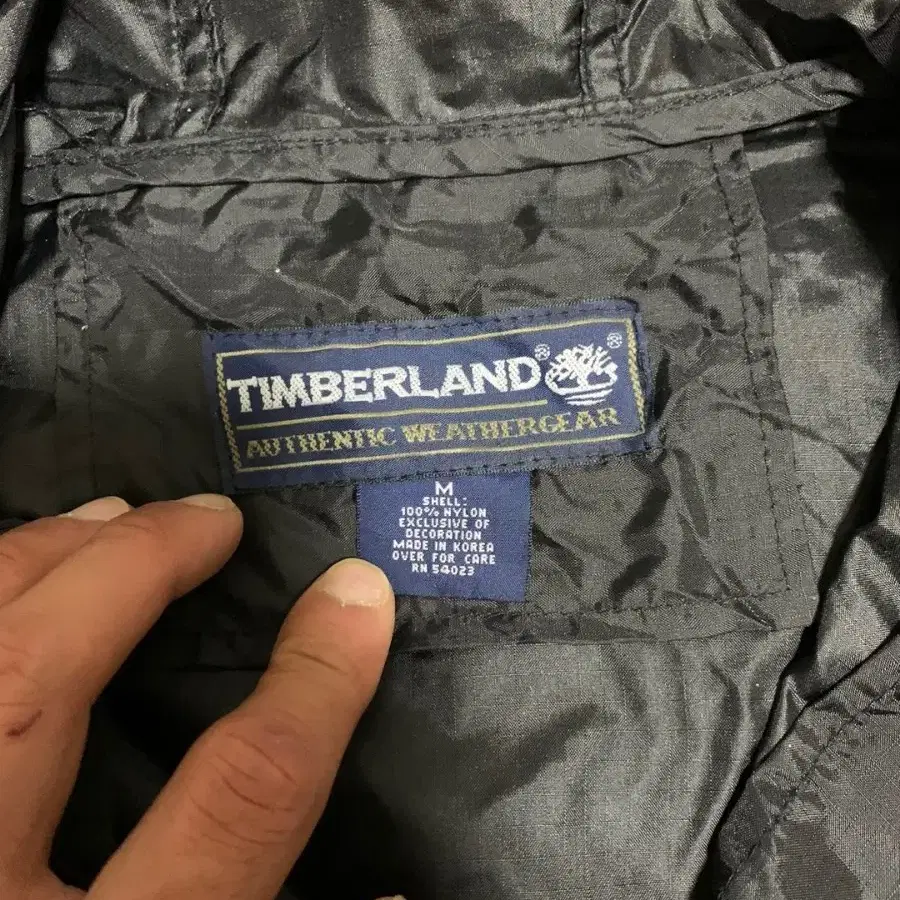 TIMBERLAND®
®
AUTHENTIC WEATHERGEAR
M
SHELL:
100% NYLON
EXCLUSIVE OF
DECORATION
MADE IN KOREA
OVER FOR CARE
RN 54023